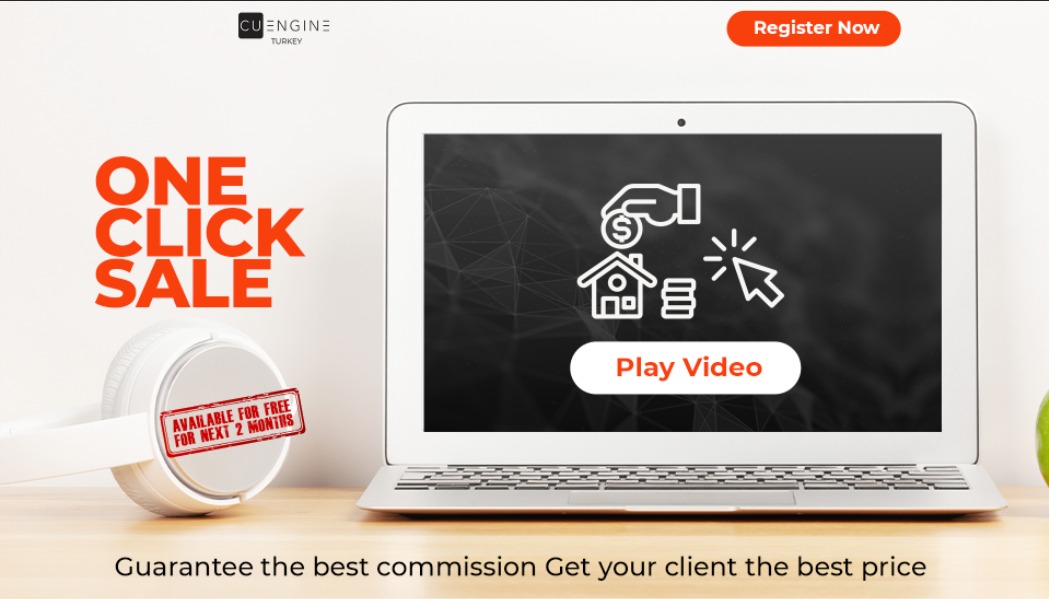 CUENGINE
TURKEY
Register Now
ONE
CLICK
SALE
$
Play Video
AVAILABLE FOR FREE
FOR NEXT 2 MONTHS
Guarantee the best commission Get your client the best price